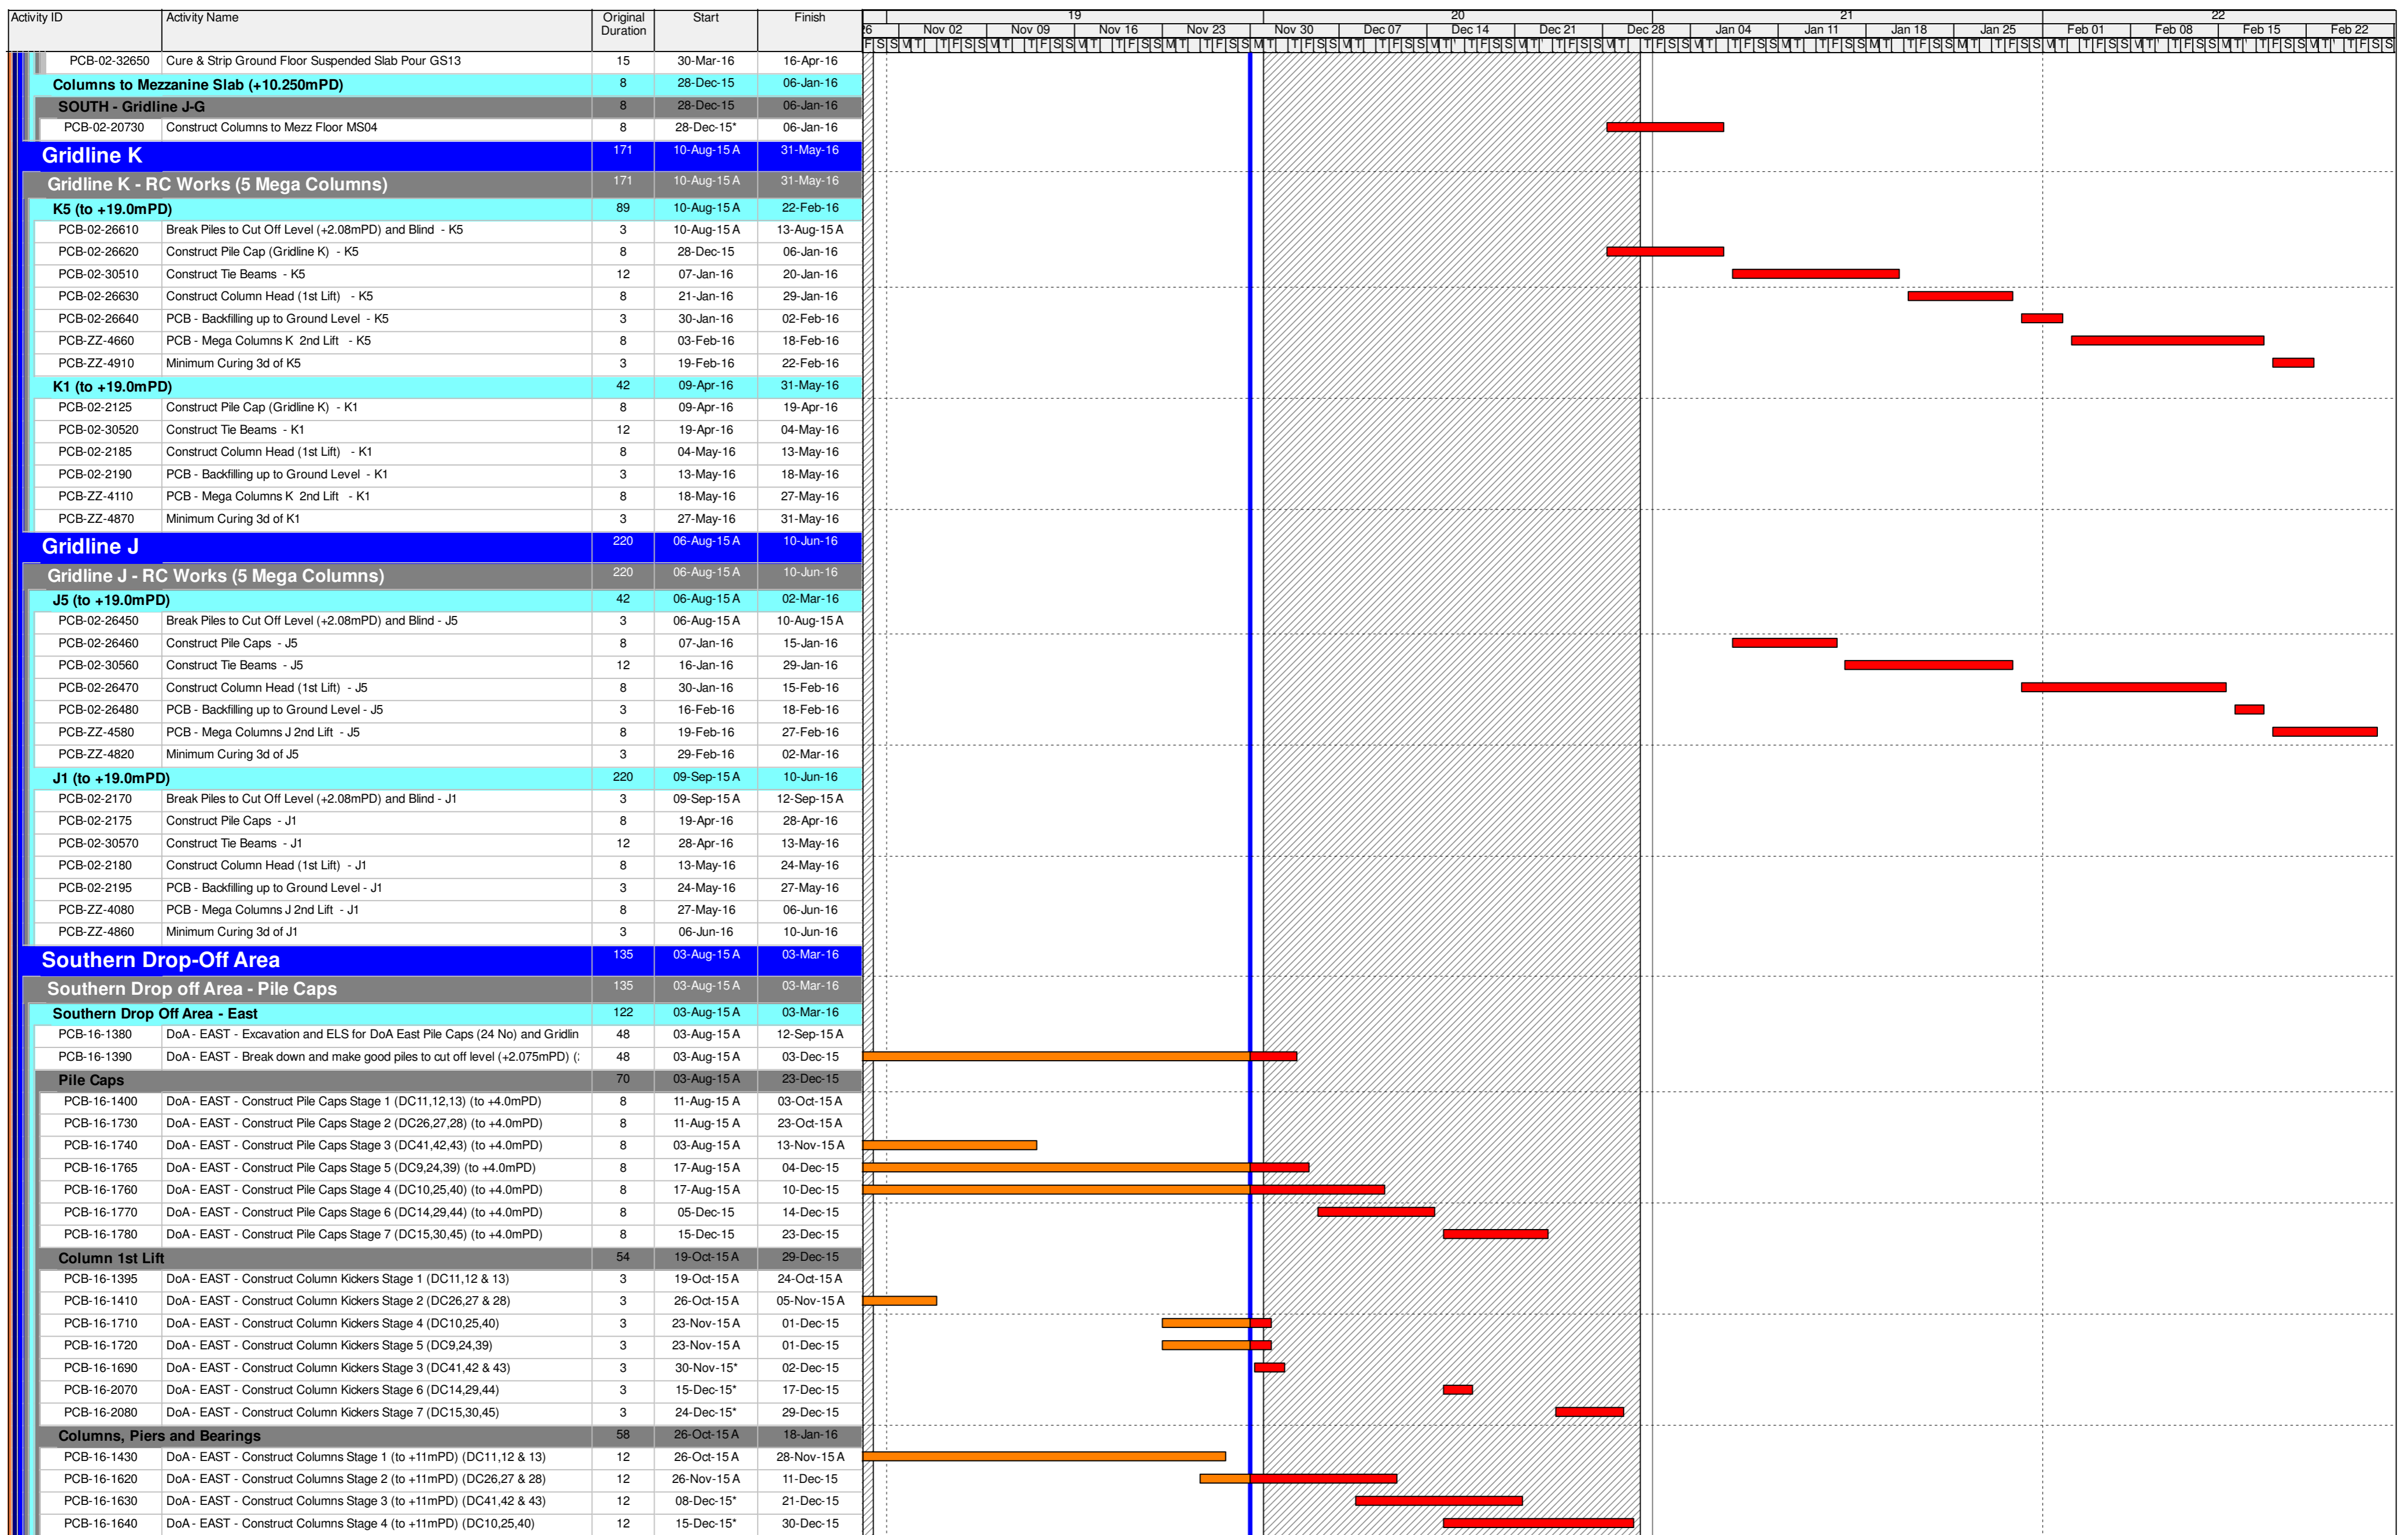 Activity ID Activity Name Original Duration Start Finish
19 20 21 22
26 Nov 02 Nov 09 Nov 16 Nov 23 Nov 30 Dec 07 Dec 14 Dec 21 Dec 28 Jan 04 Jan 11 Jan 18 Jan 25 Feb 01 Feb 08 Feb 15 Feb 22
PCB-02-32650 Cure & Strip Ground Floor Suspended Slab Pour GS13 15 30-Mar-16 16-Apr-16
Columns to Mezzanine Slab (+10.250mPD) 8 28-Dec-15 06-Jan-16
SOUTH - Gridline J-G 8 28-Dec-15 06-Jan-16
PCB-02-20730 Construct Columns to Mezz Floor MS04 8 28-Dec-15* 06-Jan-16
Gridline K 171 10-Aug-15 A 31-May-16
Gridline K - RC Works (5 Mega Columns) 171 10-Aug-15 A 31-May-16
K5 (to +19.0mPD) 89 10-Aug-15 A 22-Feb-16
PCB-02-26610 Break Piles to Cut Off Level (+2.08mPD) and Blind - K5 3 10-Aug-15 A 13-Aug-15 A
PCB-02-26620 Construct Pile Cap (Gridline K) - K5 8 28-Dec-15 06-Jan-16
PCB-02-30510 Construct Tie Beams - K5 12 07-Jan-16 20-Jan-16
PCB-02-26630 Construct Column Head (1st Lift) - K5 8 21-Jan-16 29-Jan-16
PCB-02-26640 PCB - Backfilling up to Ground Level - K5 3 30-Jan-16 02-Feb-16
PCB-ZZ-4660 PCB - Mega Columns K 2nd Lift - K5 8 03-Feb-16 18-Feb-16
PCB-ZZ-4910 Minimum Curing 3d of K5 3 19-Feb-16 22-Feb-16
K1 (to +19.0mPD) 42 09-Apr-16 31-May-16
PCB-02-2125 Construct Pile Cap (Gridline K) - K1 8 09-Apr-16 19-Apr-16
PCB-02-30520 Construct Tie Beams - K1 12 19-Apr-16 04-May-16
PCB-02-2185 Construct Column Head (1st Lift) - K1 8 04-May-16 13-May-16
PCB-02-2190 PCB - Backfilling up to Ground Level - K1 3 13-May-16 18-May-16
PCB-ZZ-4110 PCB - Mega Columns K 2nd Lift - K1 8 18-May-16 27-May-16
PCB-ZZ-4870 Minimum Curing 3d of K1 3 27-May-16 31-May-16
Gridline J 220 06-Aug-15 A 10-Jun-16
Gridline J - RC Works (5 Mega Columns) 220 06-Aug-15 A 10-Jun-16
J5 (to +19.0mPD) 42 06-Aug-15 A 02-Mar-16
PCB-02-26450 Break Piles to Cut Off Level (+2.08mPD) and Blind - J5 3 06-Aug-15 A 10-Aug-15 A
PCB-02-26460 Construct Pile Caps - J5 8 07-Jan-16 15-Jan-16
PCB-02-30560 Construct Tie Beams - J5 12 16-Jan-16 29-Jan-16
PCB-02-26470 Construct Column Head (1st Lift) - J5 8 30-Jan-16 15-Feb-16
PCB-02-26480 PCB - Backfilling up to Ground Level - J5 3 16-Feb-16 18-Feb-16
PCB-ZZ-4580 PCB - Mega Columns J 2nd Lift - J5 8 19-Feb-16 27-Feb-16
PCB-ZZ-4820 Minimum Curing 3d of J5 3 29-Feb-16 02-Mar-16
J1 (to +19.0mPD) 220 09-Sep-15 A 10-Jun-16
PCB-02-2170 Break Piles to Cut Off Level (+2.08mPD) and Blind - J1 3 09-Sep-15 A 12-Sep-15 A
PCB-02-2175 Construct Pile Caps - J1 8 19-Apr-16 28-Apr-16
PCB-02-30570 Construct Tie Beams - J1 12 28-Apr-16 13-May-16
PCB-02-2180 Construct Column Head (1st Lift) - J1 8 13-May-16 24-May-16
PCB-02-2195 PCB - Backfilling up to Ground Level - J1 3 24-May-16 27-May-16
PCB-ZZ-4080 PCB - Mega Columns J 2nd Lift - J1 8 27-May-16 06-Jun-16
PCB-ZZ-4860 Minimum Curing 3d of J1 3 06-Jun-16 10-Jun-16
Southern Drop-Off Area 135 03-Aug-15 A 03-Mar-16
Southern Drop off Area - Pile Caps 135 03-Aug-15 A 03-Mar-16
Southern Drop Off Area - East 122 03-Aug-15 A 03-Mar-16
PCB-16-1380 DoA - EAST - Excavation and ELS for DoA East Pile Caps (24 No) and Gridlin 48 03-Aug-15 A 12-Sep-15 A
PCB-16-1390 DoA - EAST - Break down and make good piles to cut off level (+2.075mPD) (: 48 03-Aug-15 A 03-Dec-15
Pile Caps 70 03-Aug-15 A 23-Dec-15
PCB-16-1400 DoA - EAST - Construct Pile Caps Stage 1 (DC11,12,13) (to +4.0mPD) 8 11-Aug-15 A 03-Oct-15 A
PCB-16-1730 DoA - EAST - Construct Pile Caps Stage 2 (DC26,27,28) (to +4.0mPD) 8 11-Aug-15 A 23-Oct-15 A
PCB-16-1740 DoA - EAST - Construct Pile Caps Stage 3 (DC41,42,43) (to +4.0mPD) 8 03-Aug-15 A 13-Nov-15 A
PCB-16-1765 DoA - EAST - Construct Pile Caps Stage 5 (DC9,24,39) (to +4.0mPD) 8 17-Aug-15 A 04-Dec-15
PCB-16-1760 DoA - EAST - Construct Pile Caps Stage 4 (DC10,25,40) (to +4.0mPD) 8 17-Aug-15 A 10-Dec-15
PCB-16-1770 DoA - EAST - Construct Pile Caps Stage 6 (DC14,29,44) (to +4.0mPD) 8 05-Dec-15 14-Dec-15
PCB-16-1780 DoA - EAST - Construct Pile Caps Stage 7 (DC15,30,45) (to +4.0mPD) 8 15-Dec-15 23-Dec-15
Column 1st Lift 54 19-Oct-15 A 29-Dec-15
PCB-16-1395 DoA - EAST - Construct Column Kickers Stage 1 (DC11,12 & 13) 3 19-Oct-15 A 24-Oct-15 A
PCB-16-1410 DoA - EAST - Construct Column Kickers Stage 2 (DC26,27 & 28) 3 26-Oct-15 A 05-Nov-15 A
PCB-16-1710 DoA - EAST - Construct Column Kickers Stage 4 (DC10,25,40) 3 23-Nov-15 A 01-Dec-15
PCB-16-1720 DoA - EAST - Construct Column Kickers Stage 5 (DC9,24,39) 3 23-Nov-15 A 01-Dec-15
PCB-16-1690 DoA - EAST - Construct Column Kickers Stage 3 (DC41,42 & 43) 3 30-Nov-15* 02-Dec-15
PCB-16-2070 DoA - EAST - Construct Column Kickers Stage 6 (DC14,29,44) 3 15-Dec-15* 17-Dec-15
PCB-16-2080 DoA - EAST - Construct Column Kickers Stage 7 (DC15,30,45) 3 24-Dec-15* 29-Dec-15
Columns, Piers and Bearings 58 26-Oct-15 A 18-Jan-16
PCB-16-1430 DoA - EAST - Construct Columns Stage 1 (to +11mPD) (DC11,12 & 13) 12 26-Oct-15 A 28-Nov-15 A
PCB-16-1620 DoA - EAST - Construct Columns Stage 2 (to +11mPD) (DC26,27 & 28) 12 26-Nov-15 A 11-Dec-15
PCB-16-1630 DoA - EAST - Construct Columns Stage 3 (to +11mPD) (DC41,42 & 43) 12 08-Dec-15* 21-Dec-15
PCB-16-1640 DoA - EAST - Construct Columns Stage 4 (to +11mPD) (DC10,25,40) 12 15-Dec-15* 30-Dec-15